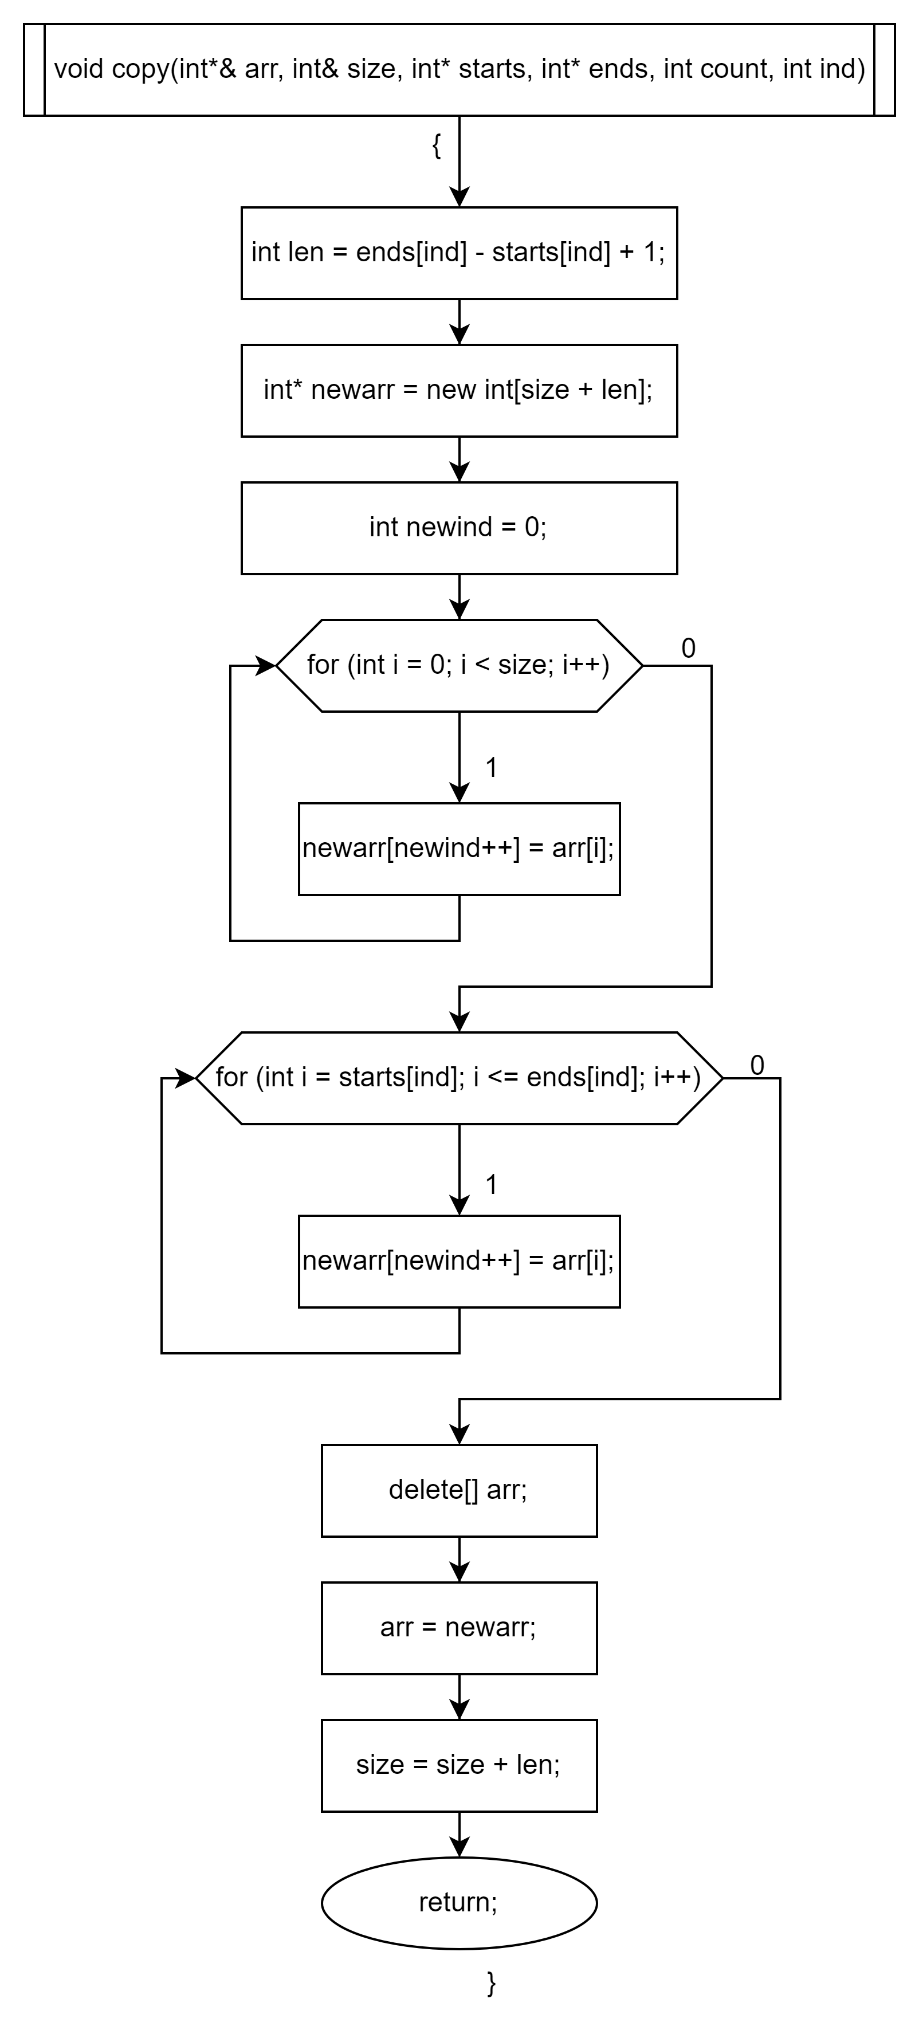 void copy(int*& arr, int& size, int* starts, int* ends, int count, int ind)
{
int len = ends[ind] - starts[ind] + 1;
int* newarr = new int[size + len];
int newind = 0;
for (int i = 0; i < size; i++)
0
1
newarr[newind++] = arr[i];
for (int i = starts[ind]; i <= ends[ind]; i++)
0
1
newarr[newind++] = arr[i];
delete[] arr;
arr = newarr;
size = size + len;
return;
}